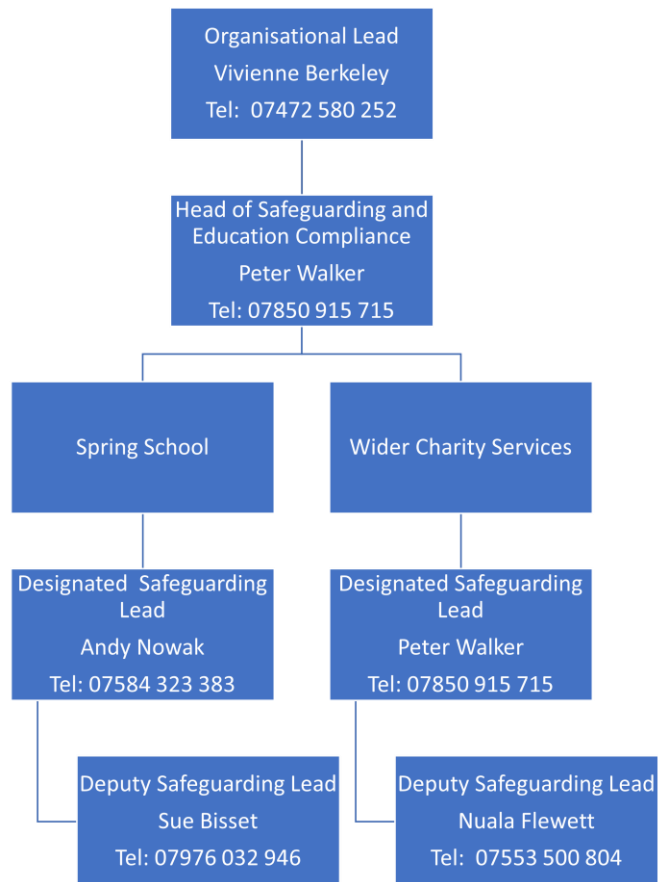 Organisational Lead
Vivienne Berkeley
Tel: 07472 580 252
Head of Safeguarding and
Education Compliance
Peter Walker
Tel: 07850 915 715
Spring School
Wider Charity Services
Designated Safeguarding
Lead
Andy Nowak
Tel: 07584 323 383
Designated Safeguarding
Lead
Peter Walker
Tel: 07850 915 715
Deputy Safeguarding Lead
Sue Bisset
Tel: 07976 032 946
Deputy Safeguarding Lead
Nuala Flewett
Tel: 07553 500 804